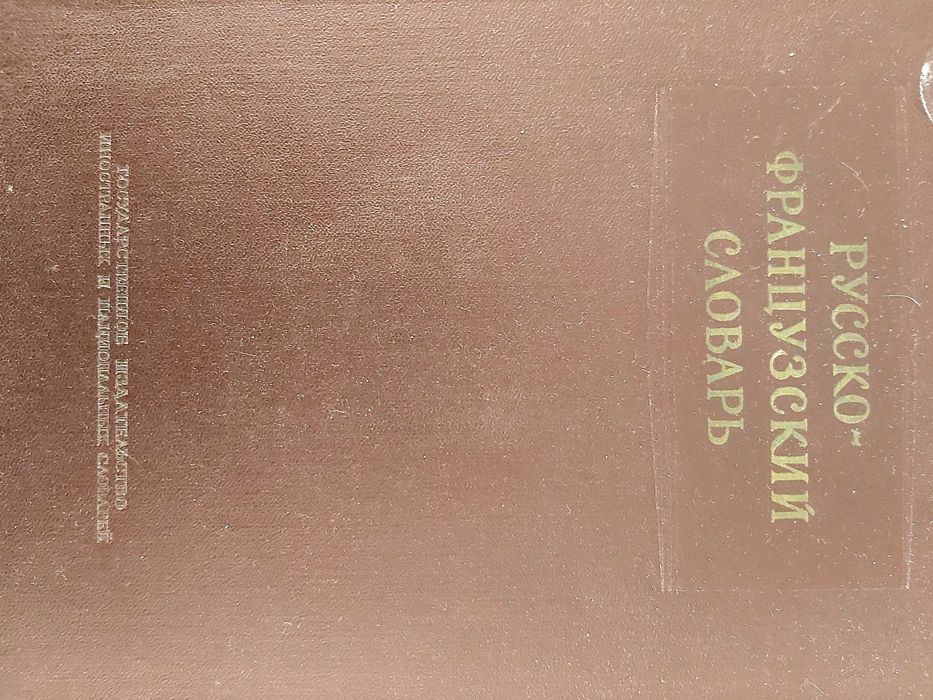 РУССКО-
ФРАНЦУЗСКИЙ
СЛОВАРЬ
ГОСУДАРСТВЕННОЕ ИЗДАТЕЛЬСТВО
ИНОСТРАННЫХ И НАЦИОНАЛЬНЫХ СЛОВАРЕЙ